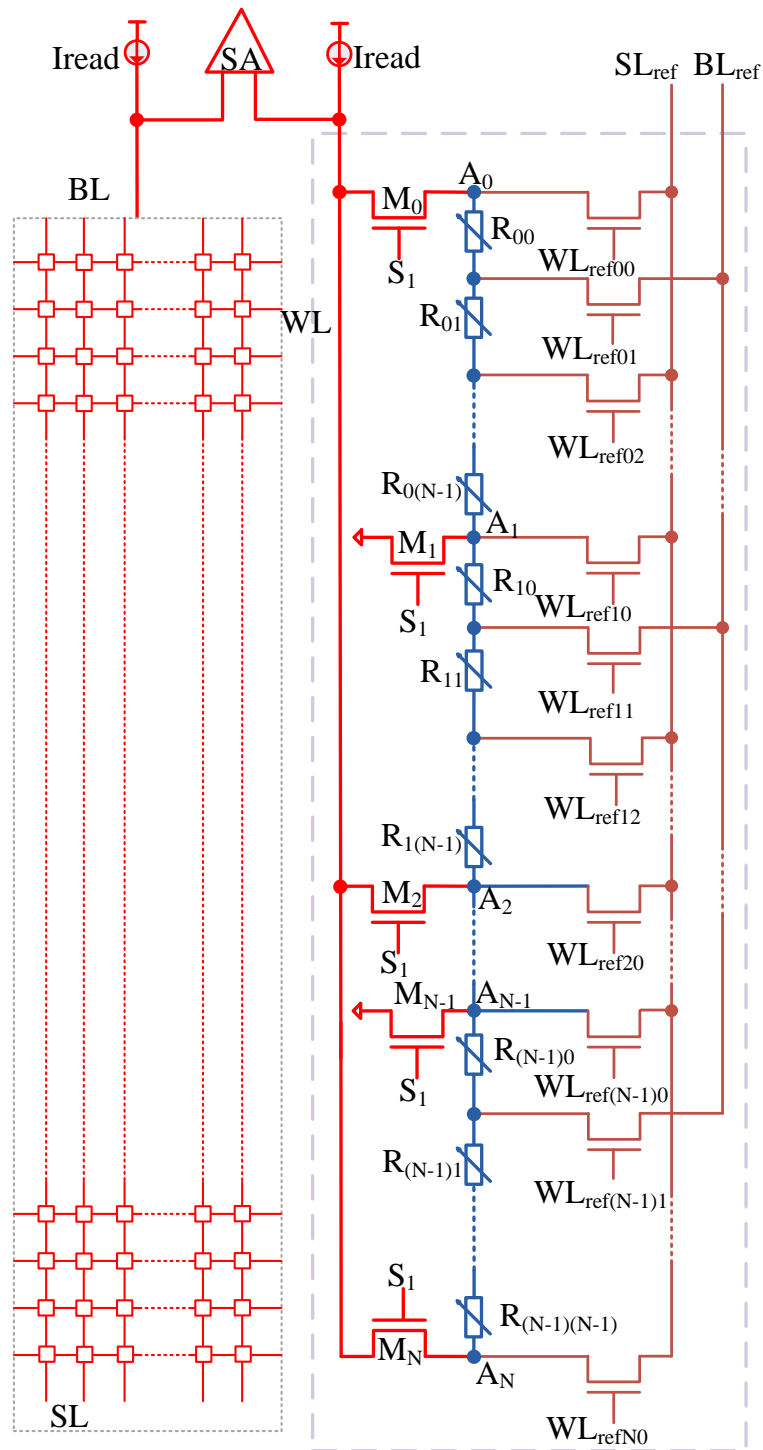 Iread SA Iread
SLref BLref
BL
M0 A0
R00
S1
WLref00
WL
R01
WLref01
WLref02
R0(N-1)
M1 A1
R10
S1
WLref10
R11
WLref11
WLref12
R1(N-1)
M2
A2
S1
WLref20
MN-1 AN-1
R(N-1)0
S1
WLref(N-1)0
R(N-1)1
WLref(N-1)1
S1
R(N-1)(N-1)
MN
AN
SL
WLrefN0